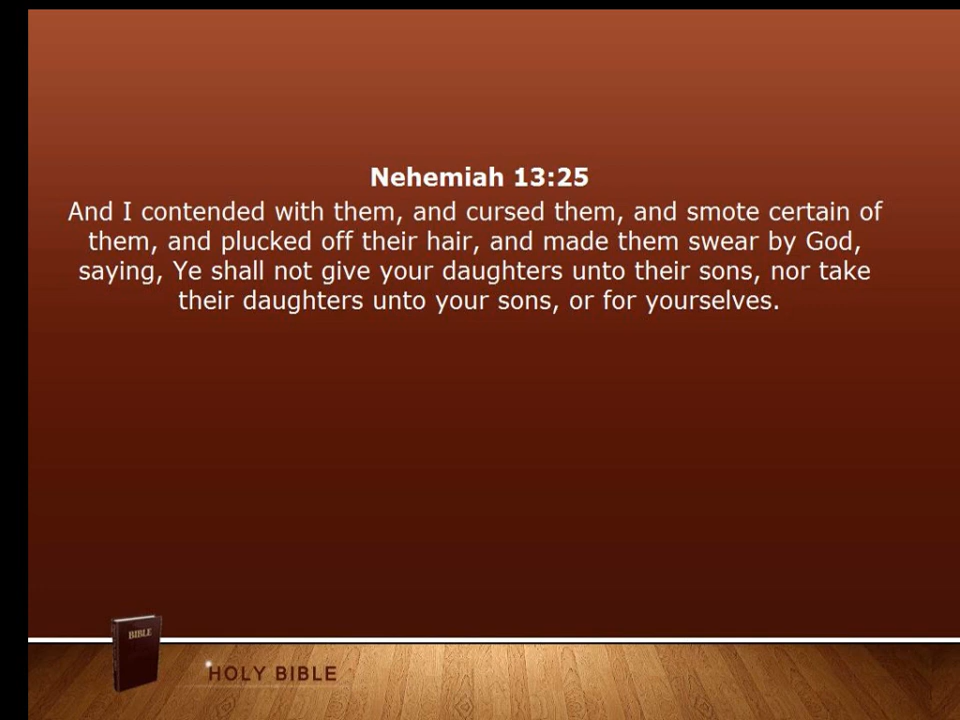 Nehemiah 13:25
And I contended with them, and cursed them, and smote certain of
them, and plucked off their hair, and made them swear by God,
saying, Ye shall not give your daughters unto their sons, nor take
their daughters unto your sons, or for yourselves.
BIBLE
HOLY BIBLE